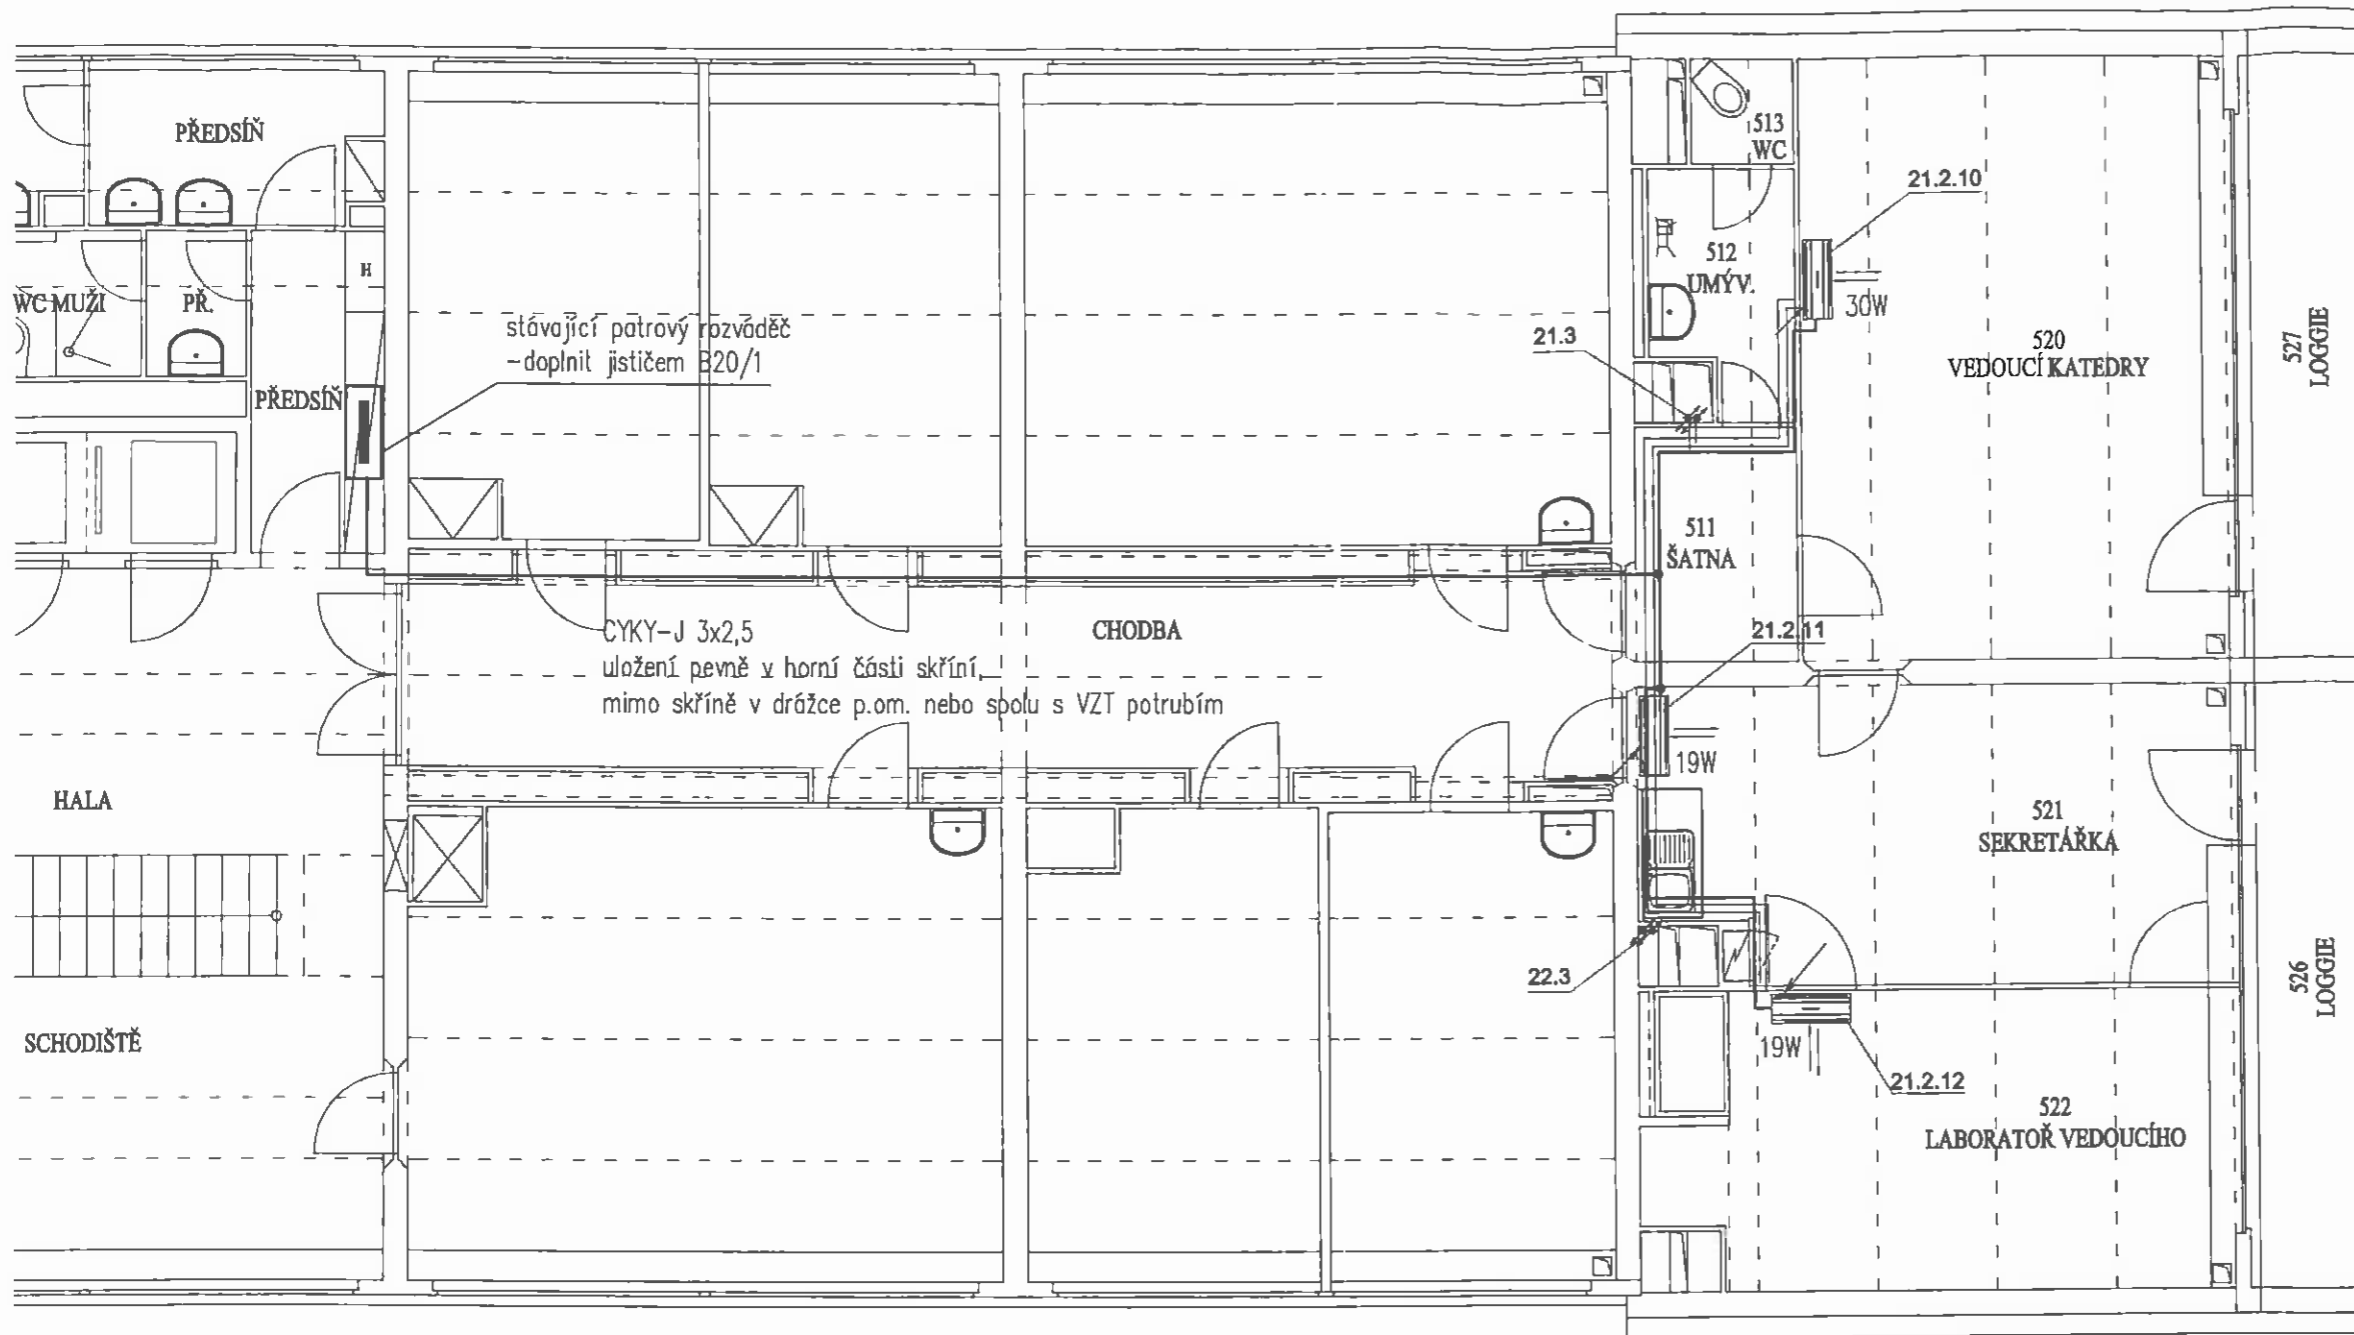 PŘEDSÍŇ
513
WC
21.2.10
512
UMÝV.
H
WC MUŽI
PŘ.
30W
stávající patrový rozváděč
-doplnit jističem B20/1
21.3
520
VEDOUCÍ KATEDRY
527
LOGGIE
PŘEDSÍŇ
511
ŠATNA
CYKY-J 3x2,5
uložení pevně v horní části skříní,
mimo skříně v drážce p.om. nebo spolu s VZT potrubím
CHODBA
21.2.11
19W
HALA
521
SEKRETÁŘKA
22.3
526
LOGGIE
SCHODIŠTĚ
19W
21.2.12
522
LABORATOŘ VEDOUCÍHO